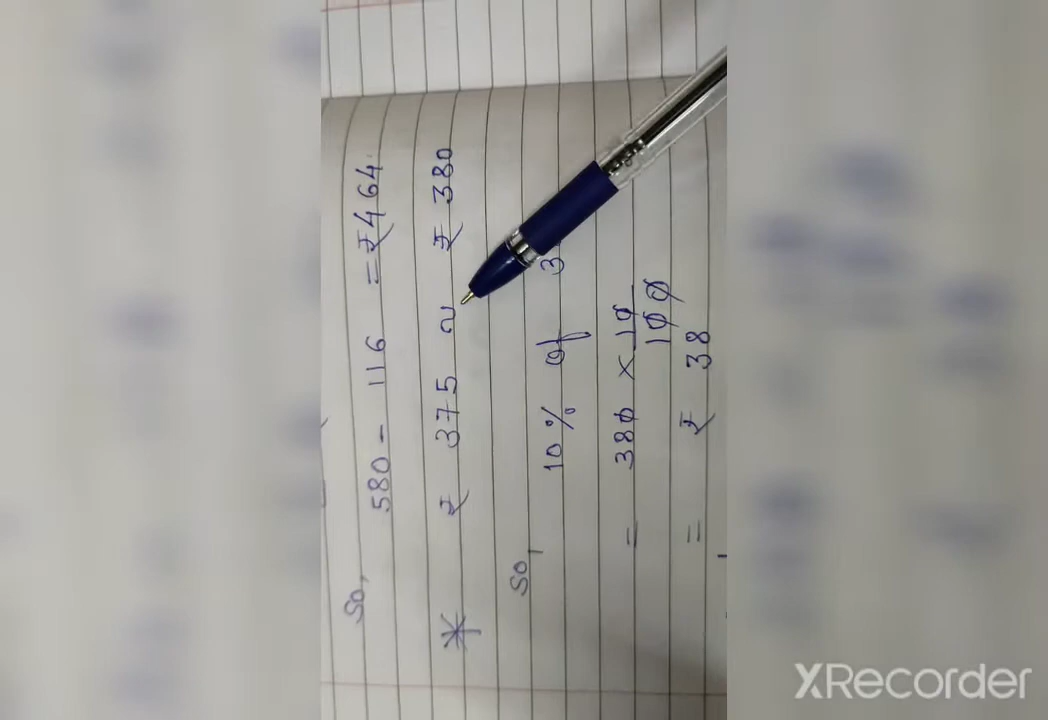 So,
580 - 116 = ₹464.
* ₹ 375 ~ ₹ 380
So,
10% of 3
= 380 × 10
100
= ₹ 38
XRecorder